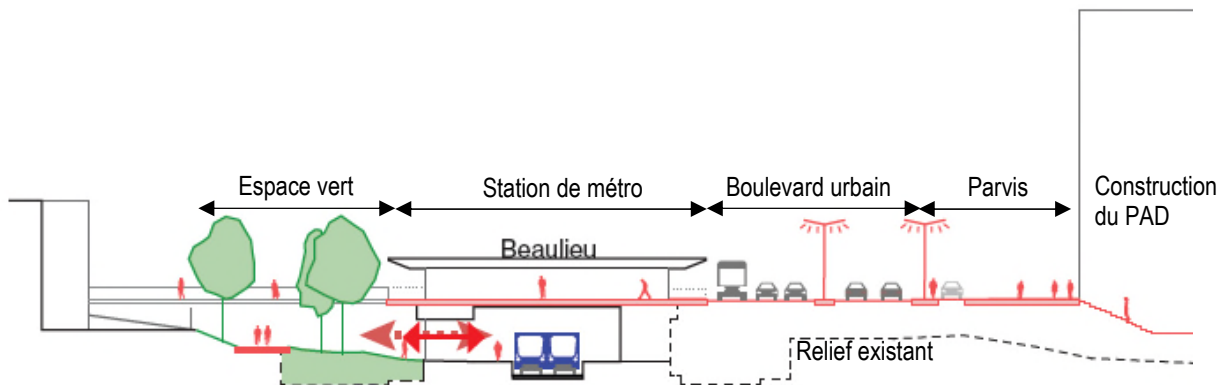 Espace vert
Station de métro
Boulevard urbain
Parvis
Construction
du PAD
Beaulieu
Relief existant